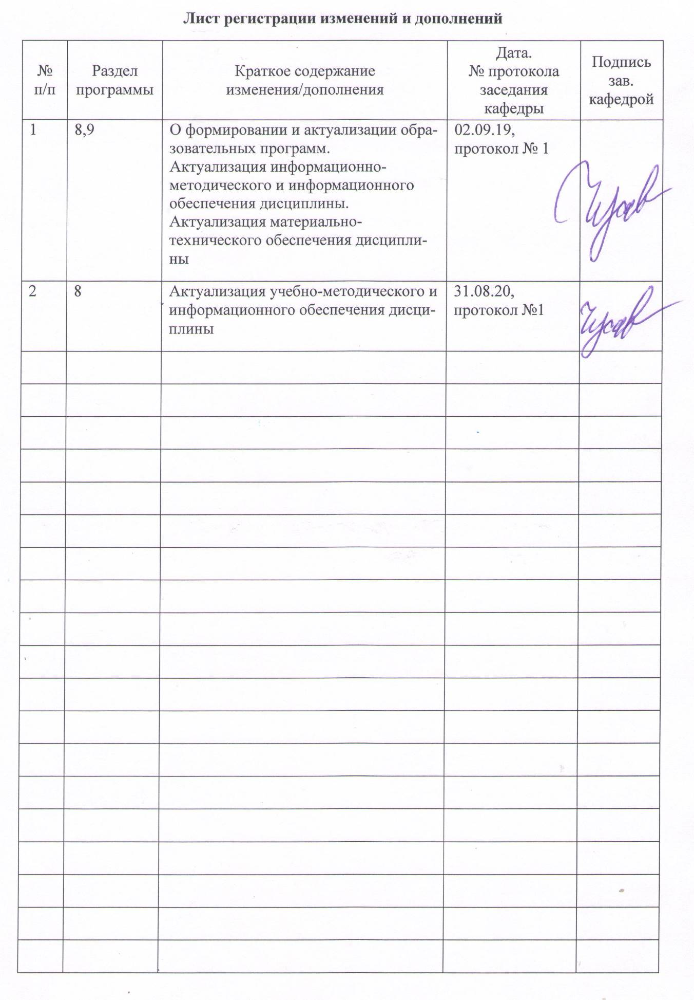 Лист регистрации изменений и дополнений
№
п/п
Раздел
программы
Краткое содержание
изменения/дополнения
Дата.
№ протокола
заседания
кафедры
Подпись
зав.
кафедрой
1
8,9
О формировании и актуализации обра-
зовательных программ.
Актуализация информационно-
методического и информационного
обеспечения дисциплины.
Актуализация материально-
технического обеспечения дисципли-
ны
02.09.19,
протокол № 1
2
8
Актуализация учебно-методического и
информационного обеспечения дисци-
плины
31.08.20,
протокол №1